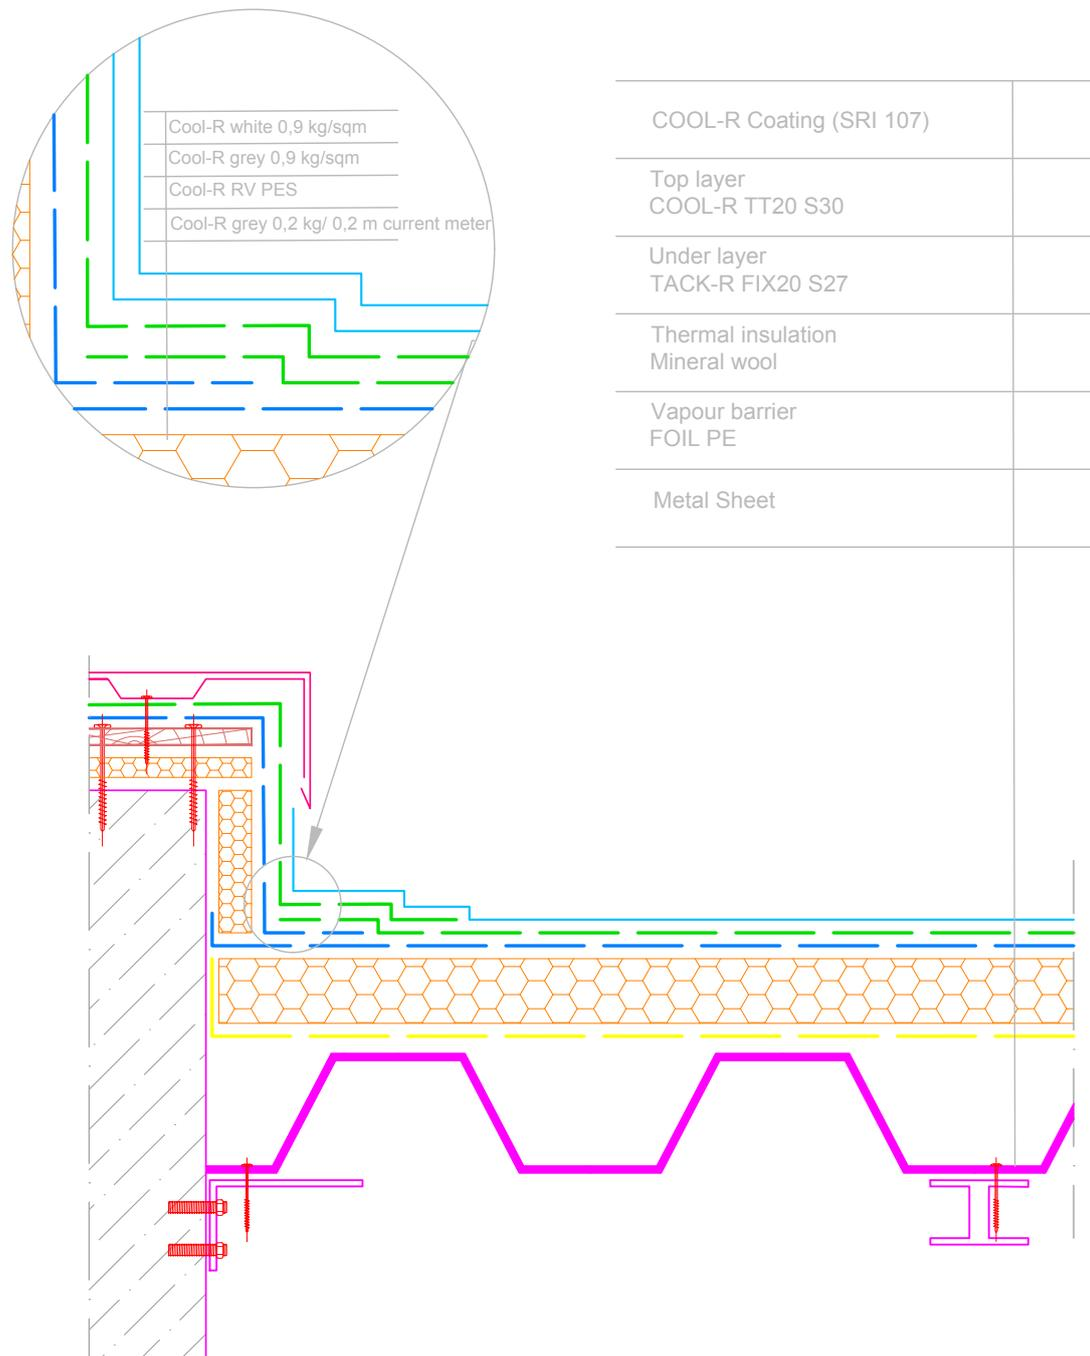 Cool-R white 0,9 kg/sqm
Cool-R grey 0,9 kg/sqm
Cool-R RV PES
Cool-R grey 0,2 kg/ 0,2 m current meter
COOL-R Coating (SRI 107)
Top layer
COOL-R TT20 S30
Under layer
TACK-R FIX20 S27
Thermal insulation
Mineral wool
Vapour barrier
FOIL PE
Metal Sheet